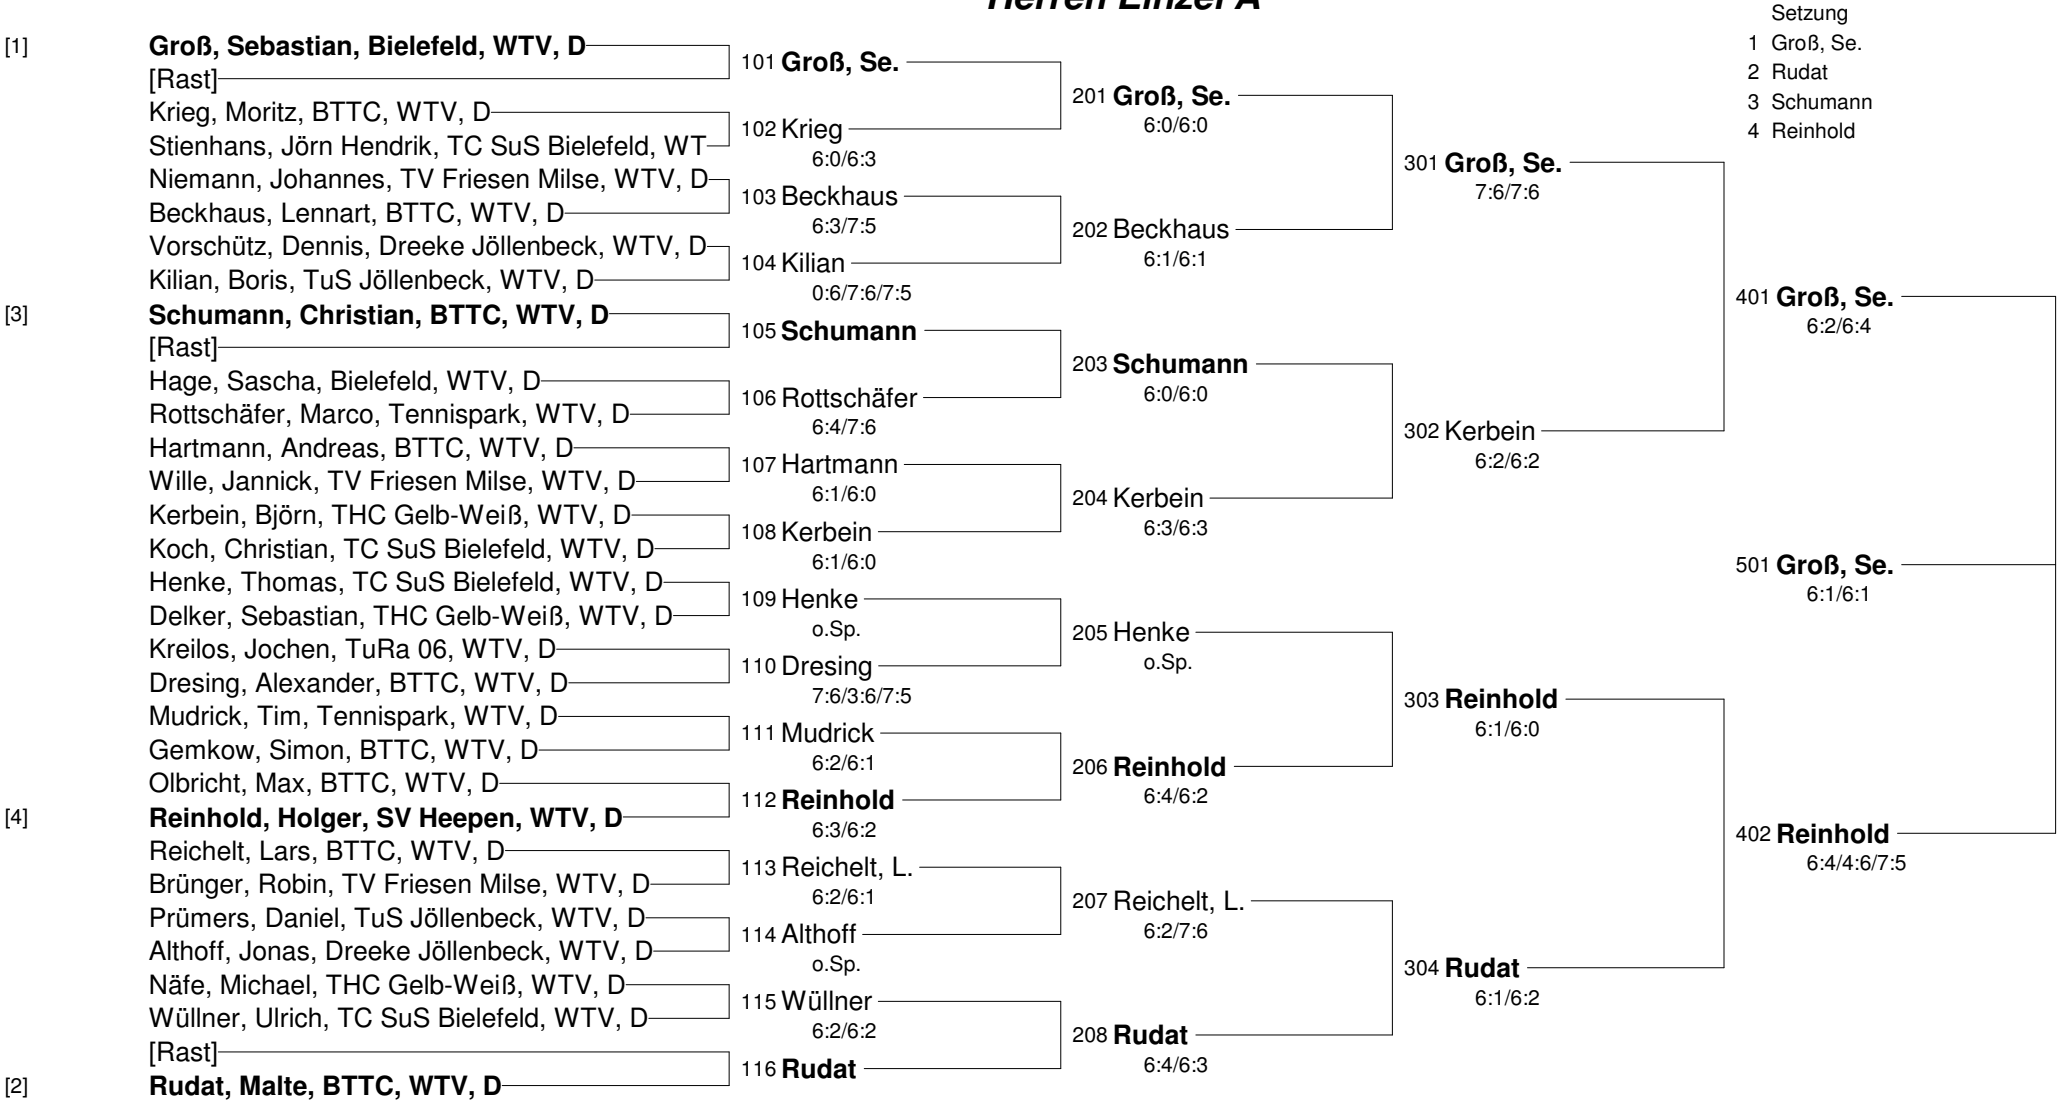 Herren Einzel A
Setzung
1 Groß, Se.
2 Rudat
3 Schumann
4 Reinhold
[1] Groß, Sebastian, Bielefeld, WTV, D
[Rast]
Krieg, Moritz, BTTC, WTV, D
Stienhans, Jörn Hendrik, TC SuS Bielefeld, WT
Niemann, Johannes, TV Friesen Milse, WTV, D
Beckhaus, Lennart, BTTC, WTV, D
Vorschütz, Dennis, Dreeke Jöllenbeck, WTV, D
Kilian, Boris, TuS Jöllenbeck, WTV, D
[3] Schumann, Christian, BTTC, WTV, D
[Rast]
Hage, Sascha, Bielefeld, WTV, D
Rottschäfer, Marco, Tennispark, WTV, D
Hartmann, Andreas, BTTC, WTV, D
Wille, Jannick, TV Friesen Milse, WTV, D
Kerbein, Björn, THC Gelb-Weiß, WTV, D
Koch, Christian, TC SuS Bielefeld, WTV, D
Henke, Thomas, TC SuS Bielefeld, WTV, D
Delker, Sebastian, THC Gelb-Weiß, WTV, D
Kreilos, Jochen, TuRa 06, WTV, D
Dresing, Alexander, BTTC, WTV, D
Mudrick, Tim, Tennispark, WTV, D
Gemkow, Simon, BTTC, WTV, D
Olbricht, Max, BTTC, WTV, D
[4] Reinhold, Holger, SV Heepen, WTV, D
Reichelt, Lars, BTTC, WTV, D
Brünger, Robin, TV Friesen Milse, WTV, D
Prümers, Daniel, TuS Jöllenbeck, WTV, D
Althoff, Jonas, Dreeke Jöllenbeck, WTV, D
Näfe, Michael, THC Gelb-Weiß, WTV, D
Wüllner, Ulrich, TC SuS Bielefeld, WTV, D
[Rast]
[2] Rudat, Malte, BTTC, WTV, D
101 Groß, Se.
102 Krieg
6:0/6:3
103 Beckhaus
6:3/7:5
104 Kilian
0:6/7:6/7:5
105 Schumann
106 Rottschäfer
6:4/7:6
107 Hartmann
6:1/6:0
108 Kerbein
6:1/6:0
109 Henke
o.Sp.
110 Dresing
7:6/3:6/7:5
111 Mudrick
6:2/6:1
112 Reinhold
6:3/6:2
113 Reichelt, L.
6:2/6:1
114 Althoff
o.Sp.
115 Wüllner
6:2/6:2
116 Rudat
201 Groß, Se.
6:0/6:0
202 Beckhaus
6:1/6:1
203 Schumann
6:0/6:0
204 Kerbein
6:3/6:3
205 Henke
o.Sp.
206 Reinhold
6:4/6:2
207 Reichelt, L.
6:2/7:6
208 Rudat
6:4/6:3
301 Groß, Se.
7:6/7:6
302 Kerbein
6:2/6:2
303 Reinhold
6:1/6:0
304 Rudat
6:1/6:2
401 Groß, Se.
6:2/6:4
501 Groß, Se.
6:1/6:1
402 Reinhold
6:4/4:6/7:5